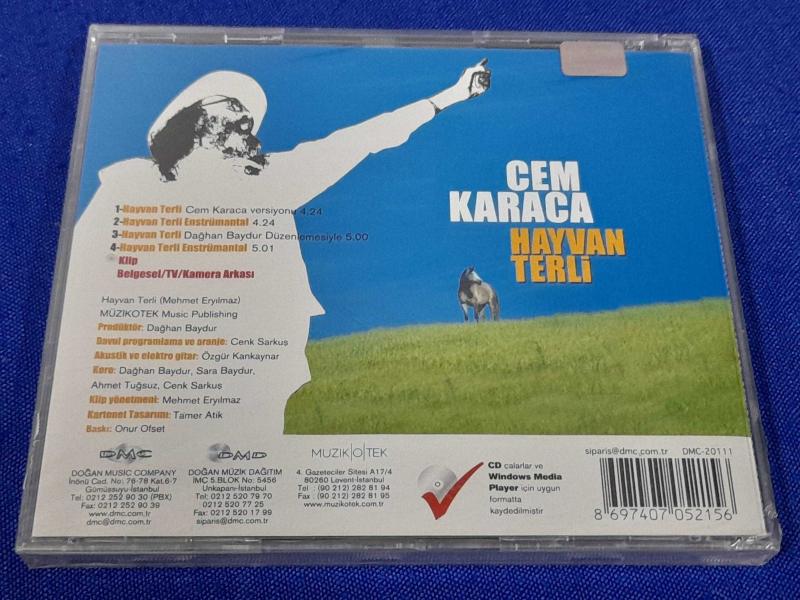 CEM
KARACA
HAYVAN
TERLİ
1-Hayvan Terli Cem Karaca versiyonu 4.24
2-Hayvan Terli Enstrümantal 4.24
3-Hayvan Terli Dağhan Baydur Düzenlemesiyle 5.00
4-Hayvan Terli Enstrümantal 5.01
Klip
Belgesel/TV/Kamera Arkası
Hayvan Terli (Mehmet Eryılmaz)
MÜZİKOTEK Music Publishing
Prodüktör: Dağhan Baydur
Davul programlama ve aranje: Cenk Sarkuş
Akustik ve elektro gitar: Özgür Kankaynar
Koro: Dağhan Baydur, Sara Baydur,
Ahmet Tuğsuz, Cenk Sarkuş
Klip yönetmeni: Mehmet Eryılmaz
Kartonet Tasarımı: Tamer Atik
Baskı: Onur Ofset
DMC
DOĞAN MUSIC COMPANY
İnönü Cad. No: 76-78 Kat.6-7
Gümüşsuyu-İstanbul
Tel: 0212 252 90 30 (PBX)
Fax: 0212 252 90 39
www.dmc.com.tr
dmc@dmc.com.tr
DMD
DOĞAN MÜZİK DAĞITIM
İMC 5.BLOK No: 5456
Unkapanı-İstanbul
Tel: 0212 520 79 70
0212 520 77 25
Fax: 0212 520 17 99
siparis@dmc.com.tr
MUZIK|O|TEK
4. Gazeteciler Sitesi A17/4
80260 Levent-İstanbul
Tel : (90 212) 282 81 94
Fax : (90 212) 282 81 95
www.muzikotek.com.tr
CD calarlar ve
Windows Media
Player için uygun
formatta
kaydedilmiştir
siparis@dmc.com.tr DMC-20111
8 697407 052156